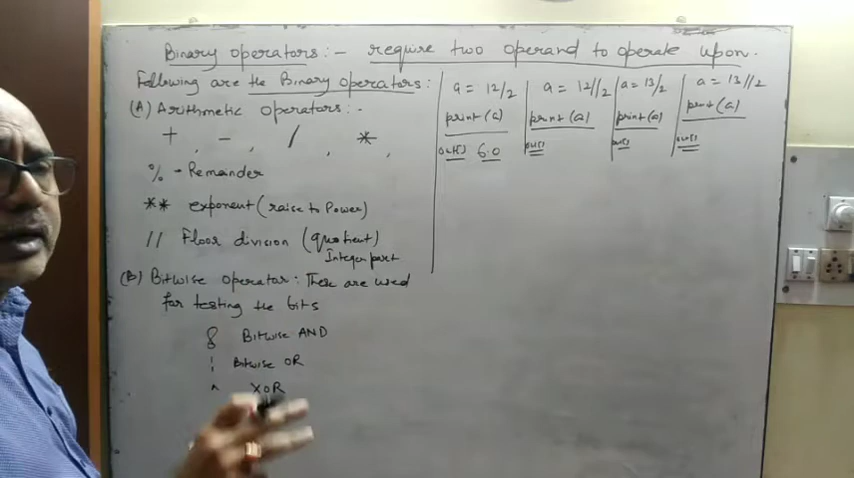 Binary operators:- require two operand to operate upon.
Following are the Binary operators:
(A) Arithmetic operators:-
+ , - , / , * ,
% - Remainder
** exponent (raise to Power)
// Floor division (quotient)
Integer part
(B) Bitwise operator: These are used
for testing the bits
& Bitwise AND
¦ Bitwise OR
^ XOR
a = 12/2
print(a)
out[] 6.0
a = 12//2
print(a)
out[]
a = 13/2
print(a)
out[]
a = 13//2
print(a)
out[]